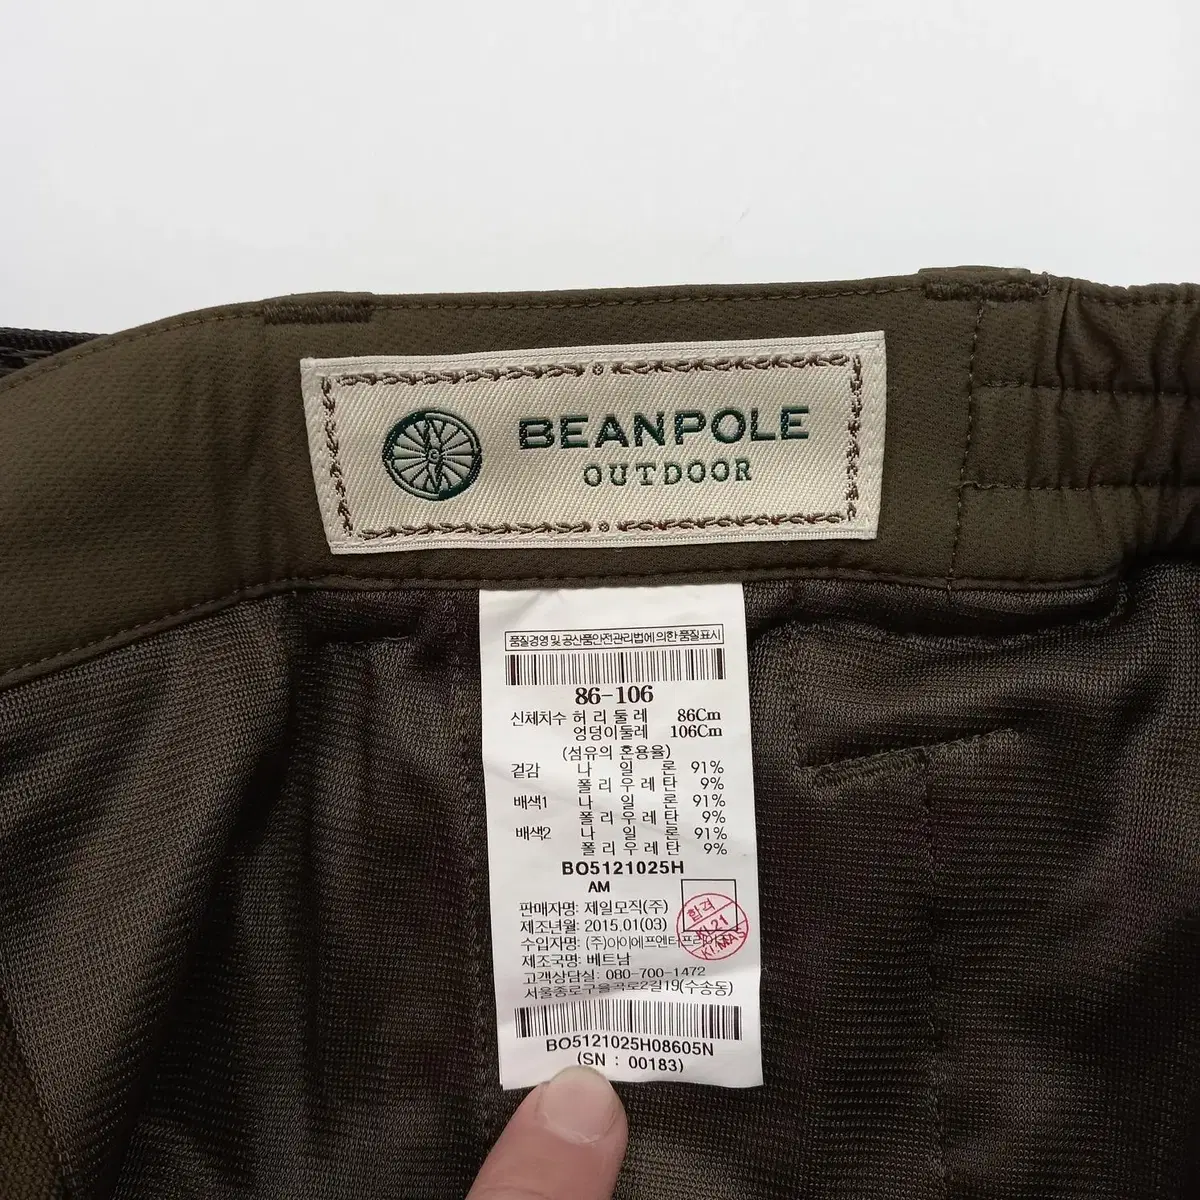 BEANPOLE
OUTDOOR
품질경영 및 공산품안전관리법에 의한 품질표시
86-106
신체치수 허 리 둘 레 86Cm
엉덩이둘레 106Cm
(섬유의 혼용율)
겉감 나 일 론 91%
폴 리 우 레 탄 9%
배색1 나 일 론 91%
폴 리 우 레 탄 9%
배색2 나 일 론 91%
폴 리 우 레 탄 9%
BO5121025H
AM
판매자명: 제일모직(주)
제조년월: 2015.01(03)
수입자명: (주)아이에프엔터프라이즈
제조국명: 베트남
고객상담실: 080-700-1472
서울종로구율곡로2길19(수송동)
합격
KI.21
KI.MAS
BO5121025H08605N
(SN : 00183)